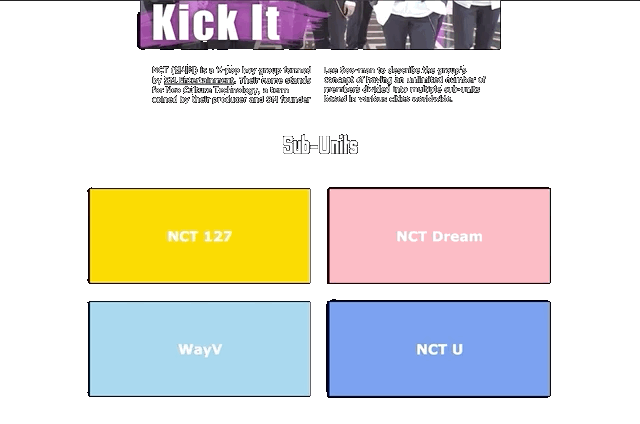 Kick It
NCT (엔시티) is a K-pop boy group formed
by SM Entertainment. Their name stands
for Neo Culture Technology, a term
coined by their producer and SM founder
Lee Soo-man to describe the group's
concept of having an unlimited number of
members divided into multiple sub-units
based in various cities worldwide.
Sub-Units
NCT 127
NCT Dream
WayV
NCT U